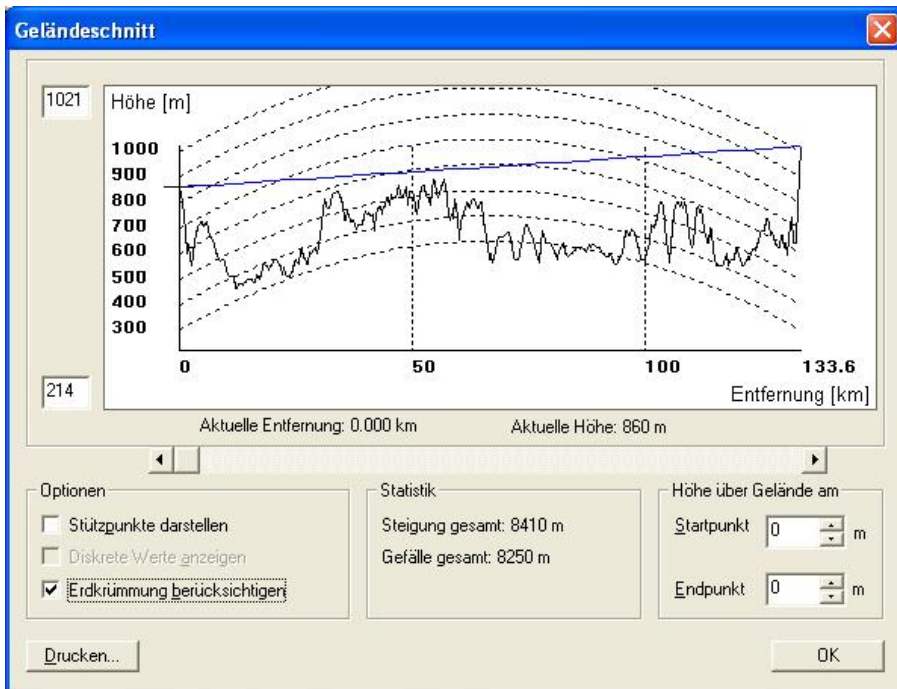 Geländeschnitt
1021
Höhe [m]
1000
900
800
700
600
500
400
300
0 50 100 133.6
214
Entfernung [km]
Aktuelle Entfernung: 0.000 km Aktuelle Höhe: 860 m
Optionen
Stützpunkte darstellen
Diskrete Werte anzeigen
Erdkrümmung berücksichtigen
Statistik
Steigung gesamt: 8410 m
Gefälle gesamt: 8250 m
Höhe über Gelände am
Startpunkt 0 m
Endpunkt 0 m
Drucken... OK